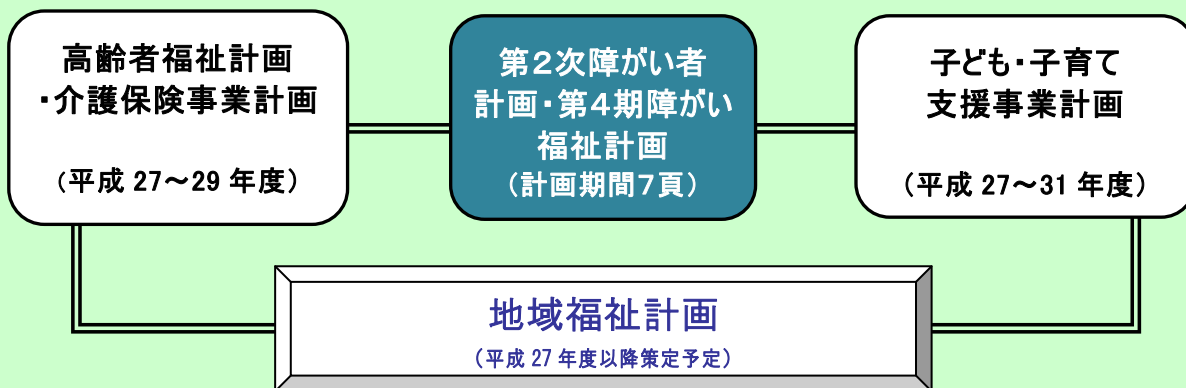 高齢者福祉計画
・介護保険事業計画
（平成 27～29 年度）
第２次障がい者
計画・第４期障がい
福祉計画
（計画期間７頁）
子ども・子育て
支援事業計画
（平成 27～31 年度）
地域福祉計画
（平成 27 年度以降策定予定）